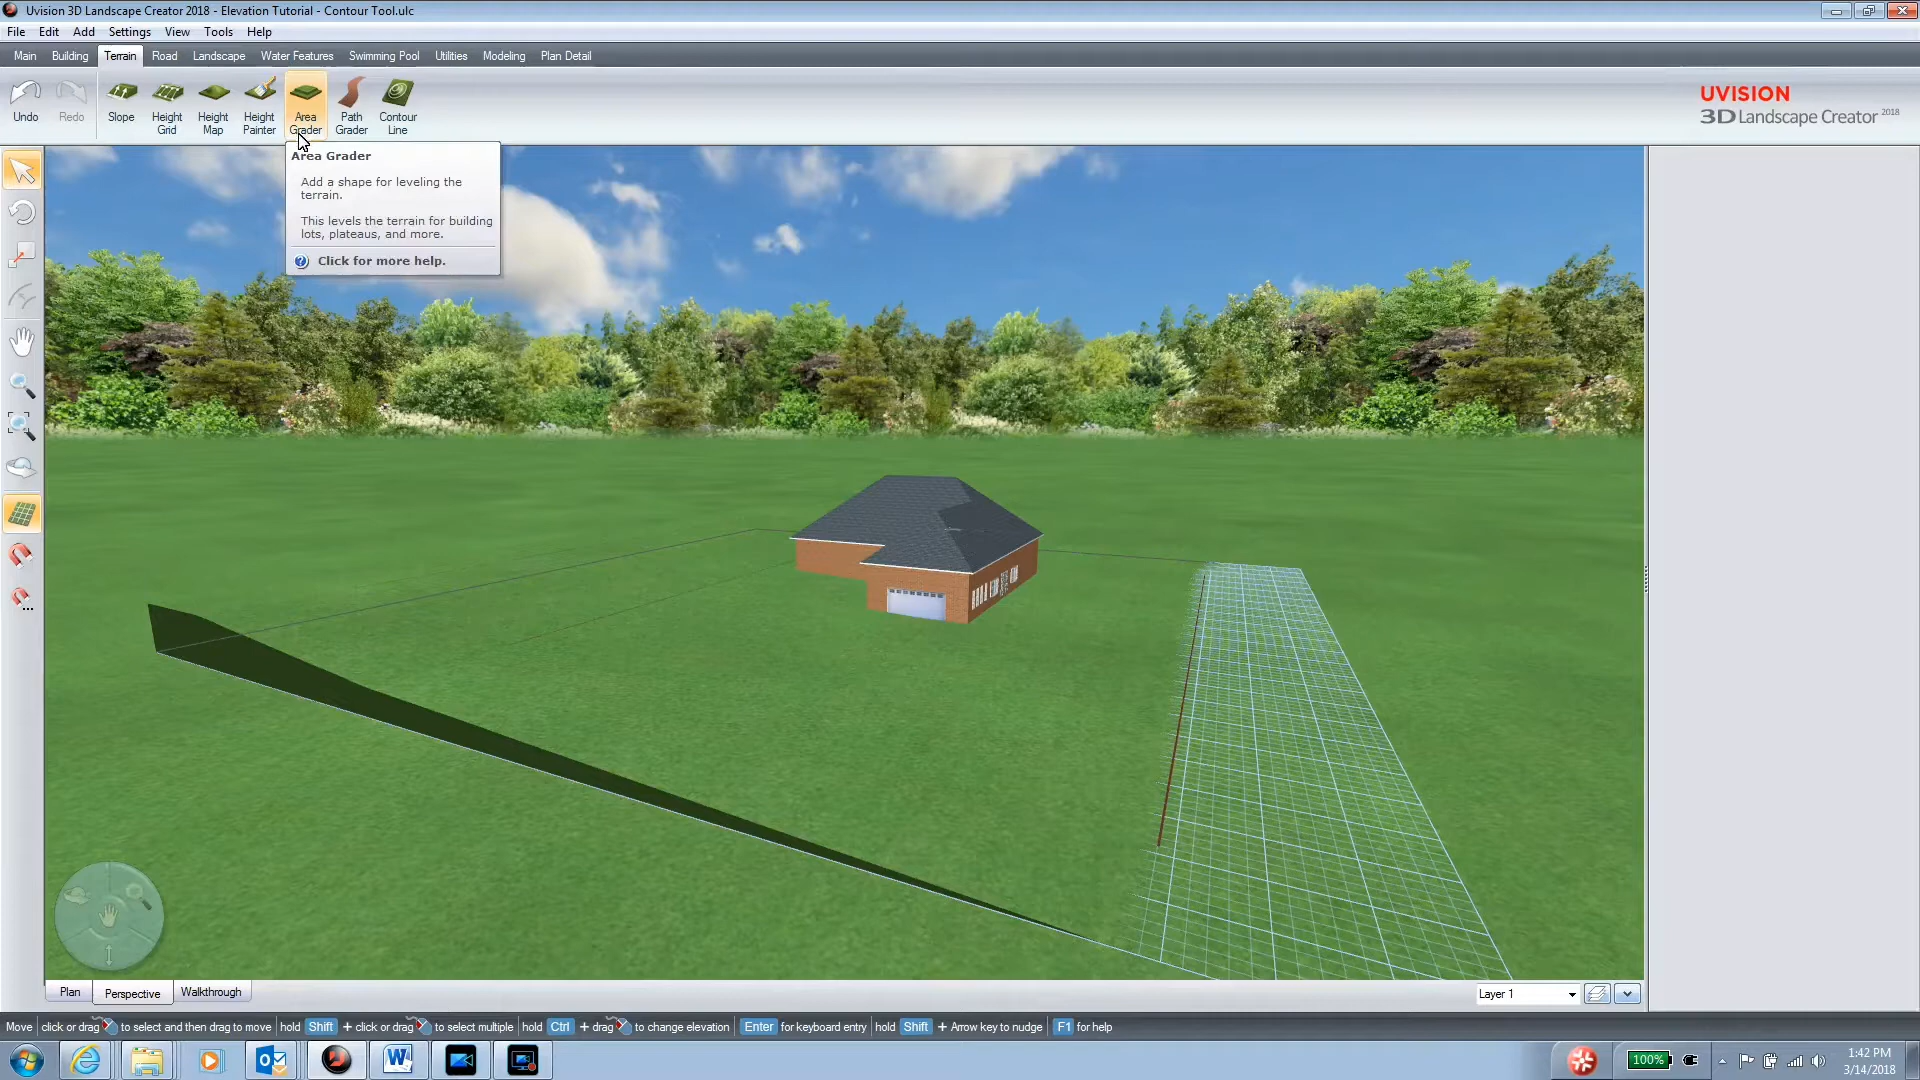 Uvision 3D Landscape Creator 2018 - Elevation Tutorial - Contour Tool.ulc
File Edit Add Settings View Tools Help
Main Building Terrain Road Landscape Water Features Swimming Pool Utilities Modeling Plan Detail
Undo Redo Slope Height Grid Height Map Height Painter Area Grader Path Grader Contour Line
UVISION
3D Landscape Creator 2018
Area Grader
Add a shape for leveling the
terrain.
This levels the terrain for building
lots, plateaus, and more.
Click for more help.
Plan Perspective Walkthrough
Layer 1
Move click or drag to select and then drag to move hold Shift + click or drag to select multiple hold Ctrl + drag to change elevation Enter for keyboard entry hold Shift + Arrow key to nudge F1 for help
100%
1:42 PM
3/14/2018